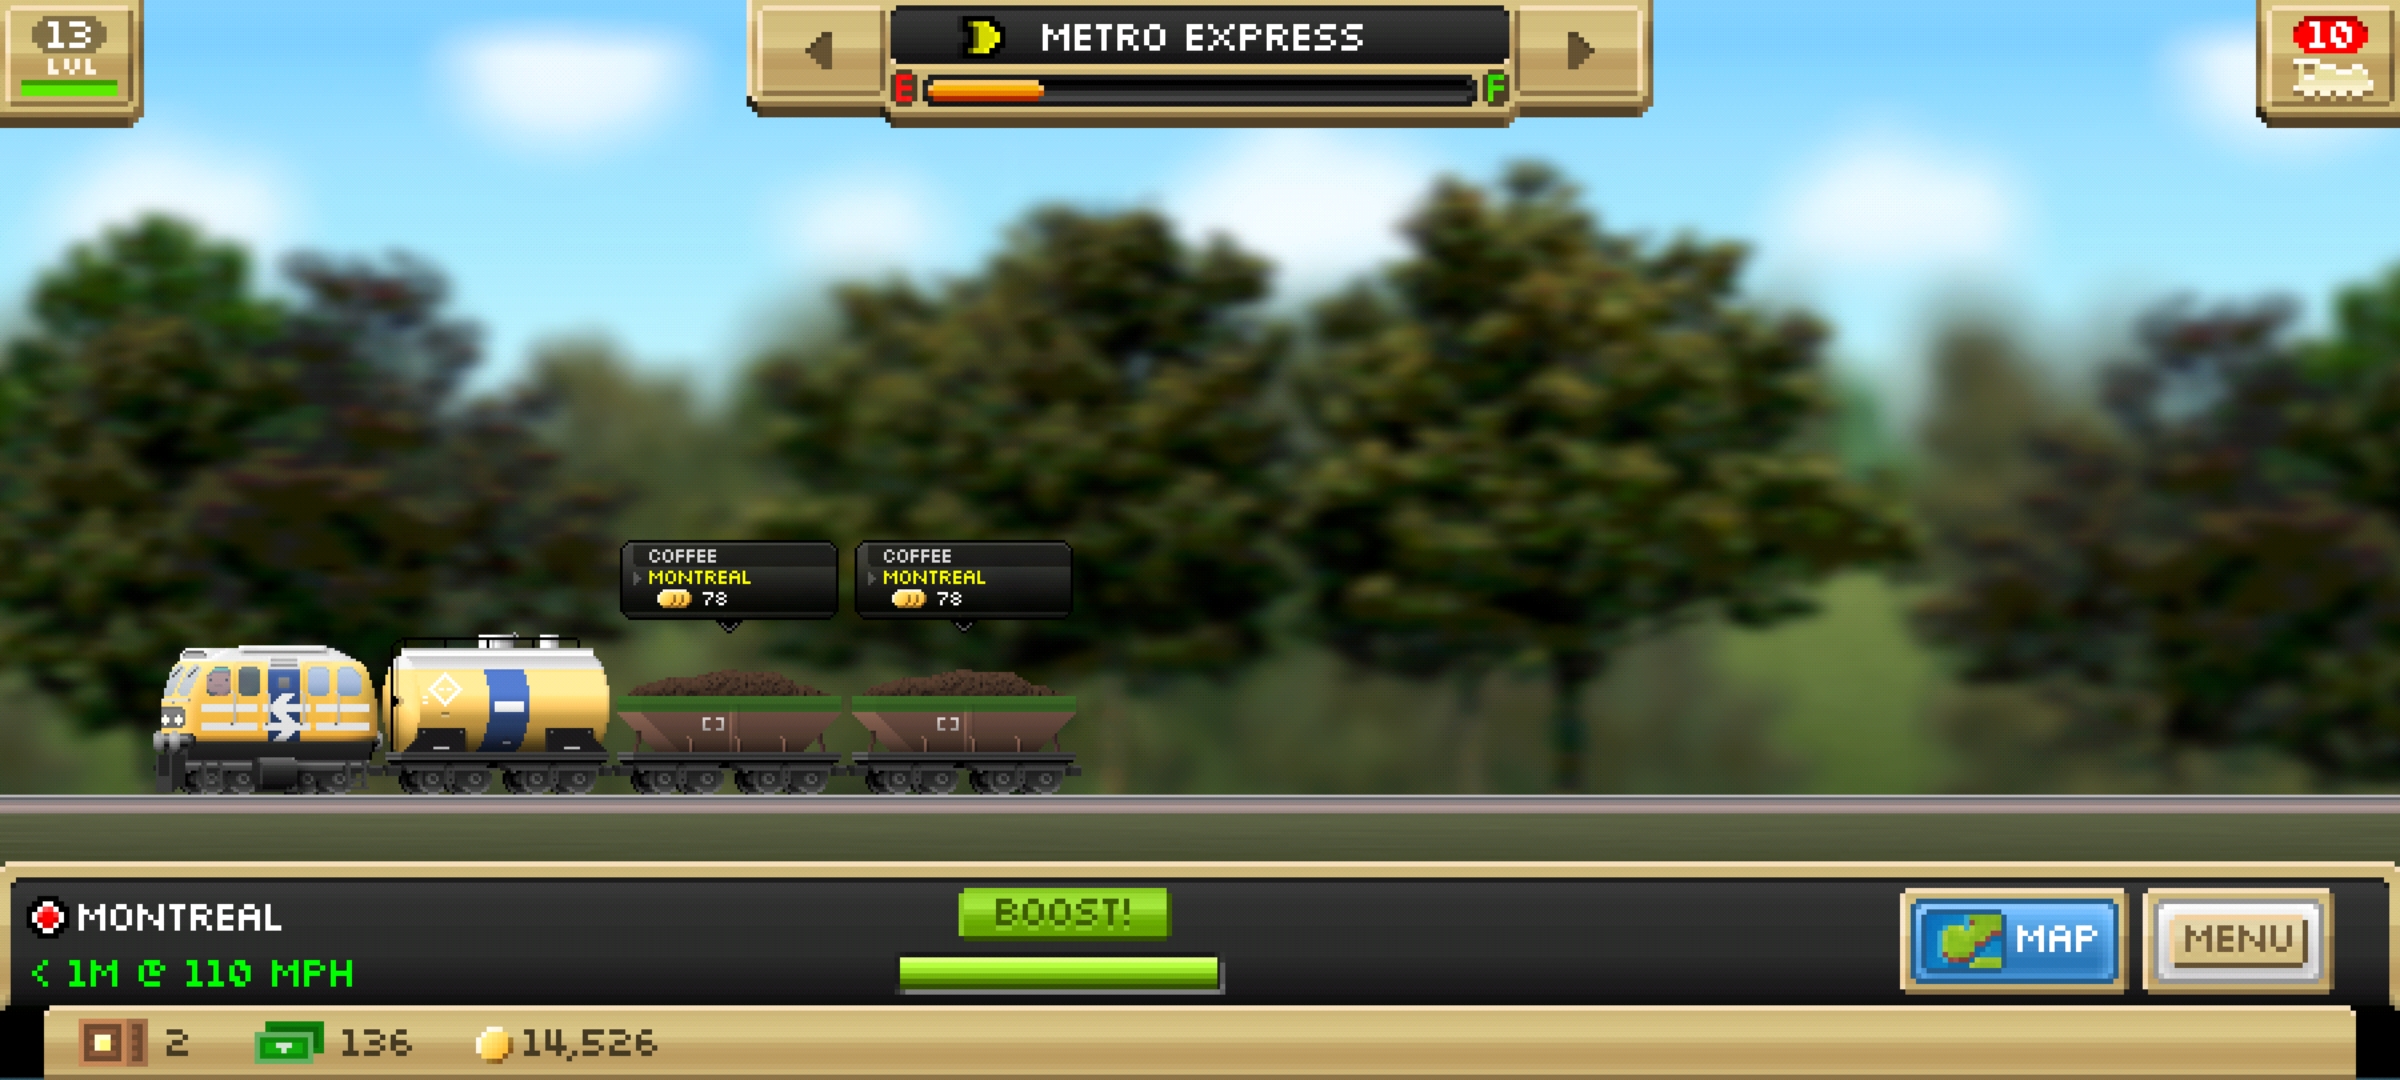 13
LVL
METRO EXPRESS
E F
10
COFFEE
MONTREAL
78
COFFEE
MONTREAL
78
MONTREAL
< 1M @ 110 MPH
BOOST!
MAP
MENU
2
136
14,526